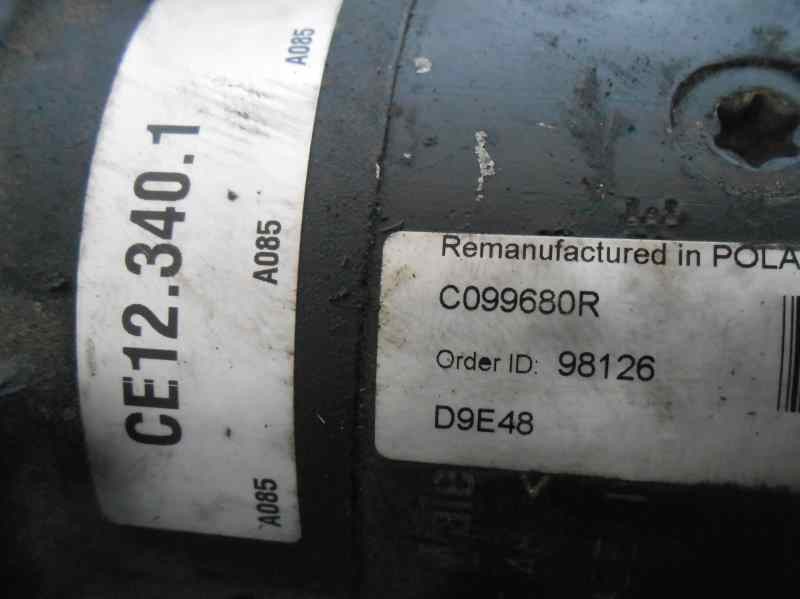 CE12.340.1
A085
A085
A085
Remanufactured in POLA
C099680R
Order ID: 98126
D9E48